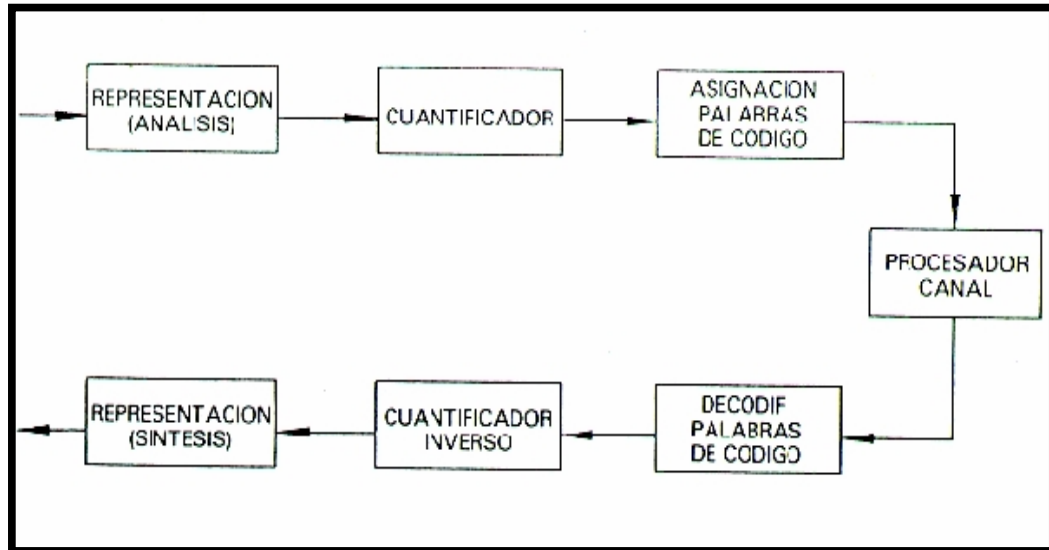 REPRESENTACION
(ANALISIS)
CUANTIFICADOR
ASIGNACION
PALABRAS
DE CODIGO
PROCESADOR
CANAL
REPRESENTACION
(SINTESIS)
CUANTIFICADOR
INVERSO
DECODIF
PALABRAS
DE CODIGO